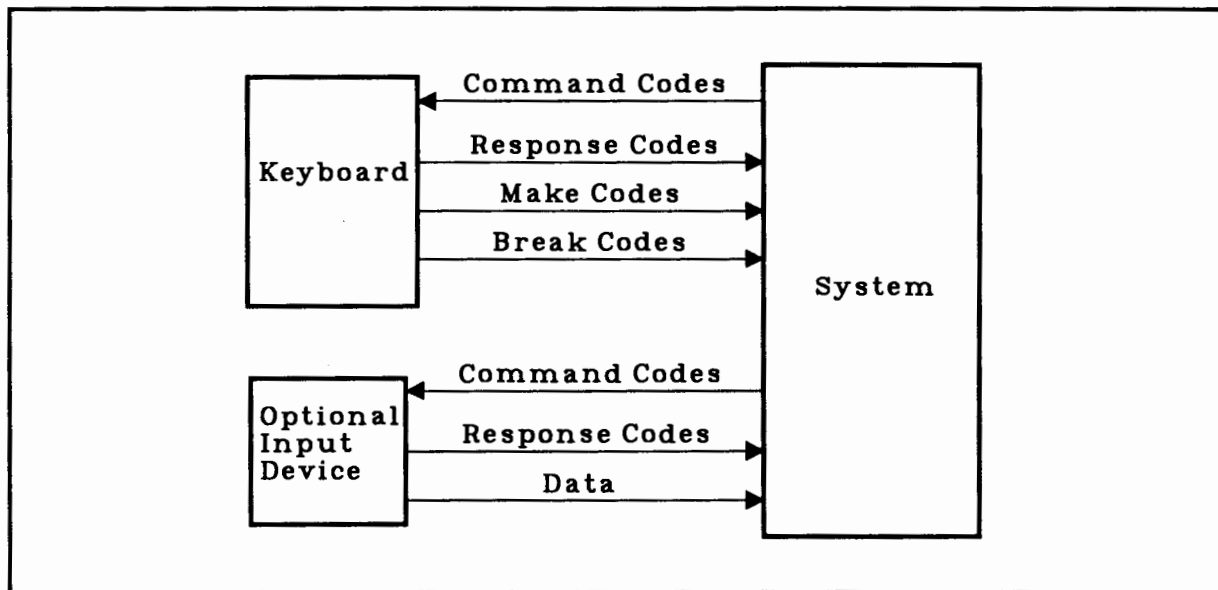 Command Codes
Response Codes
Keyboard
Make Codes
Break Codes
System
Command Codes
Optional
Input
Device
Response Codes
Data